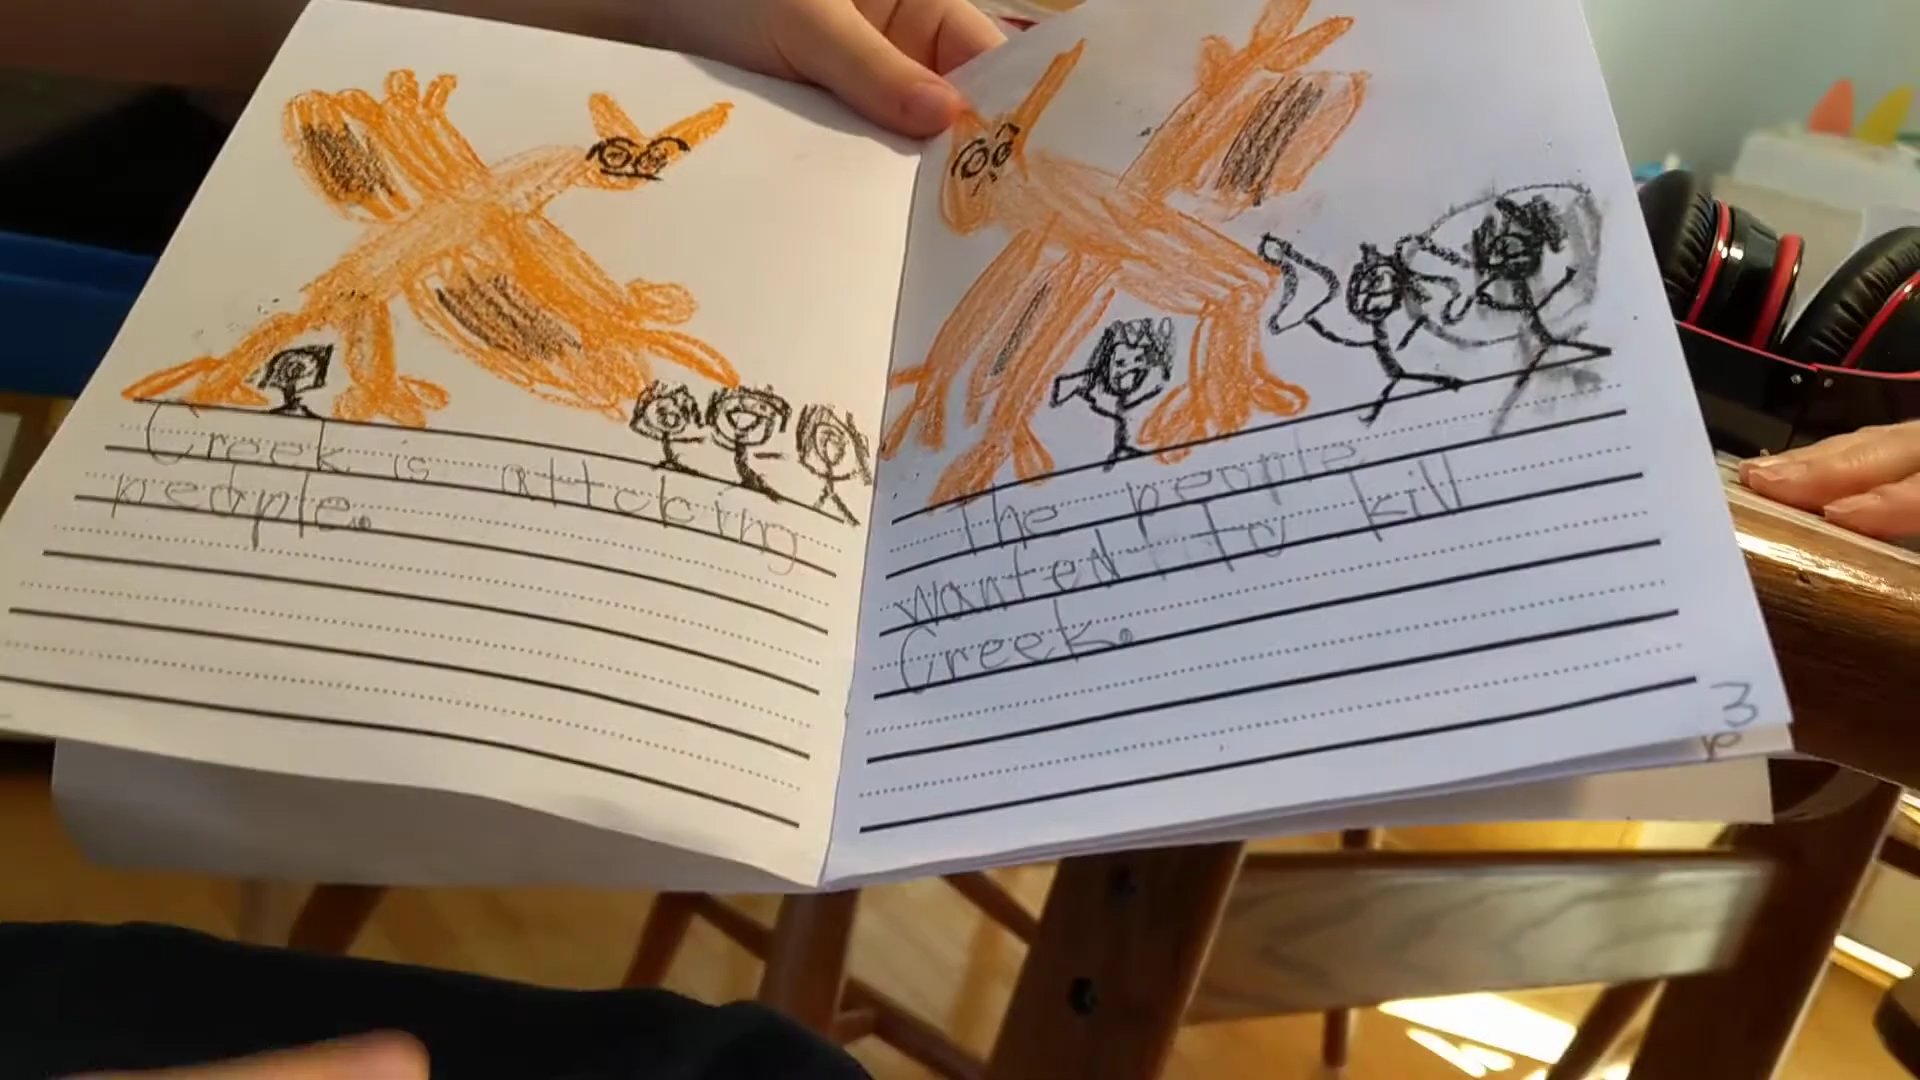 Creek is attcking
people.
The people
wanted to kill
Creek.
3